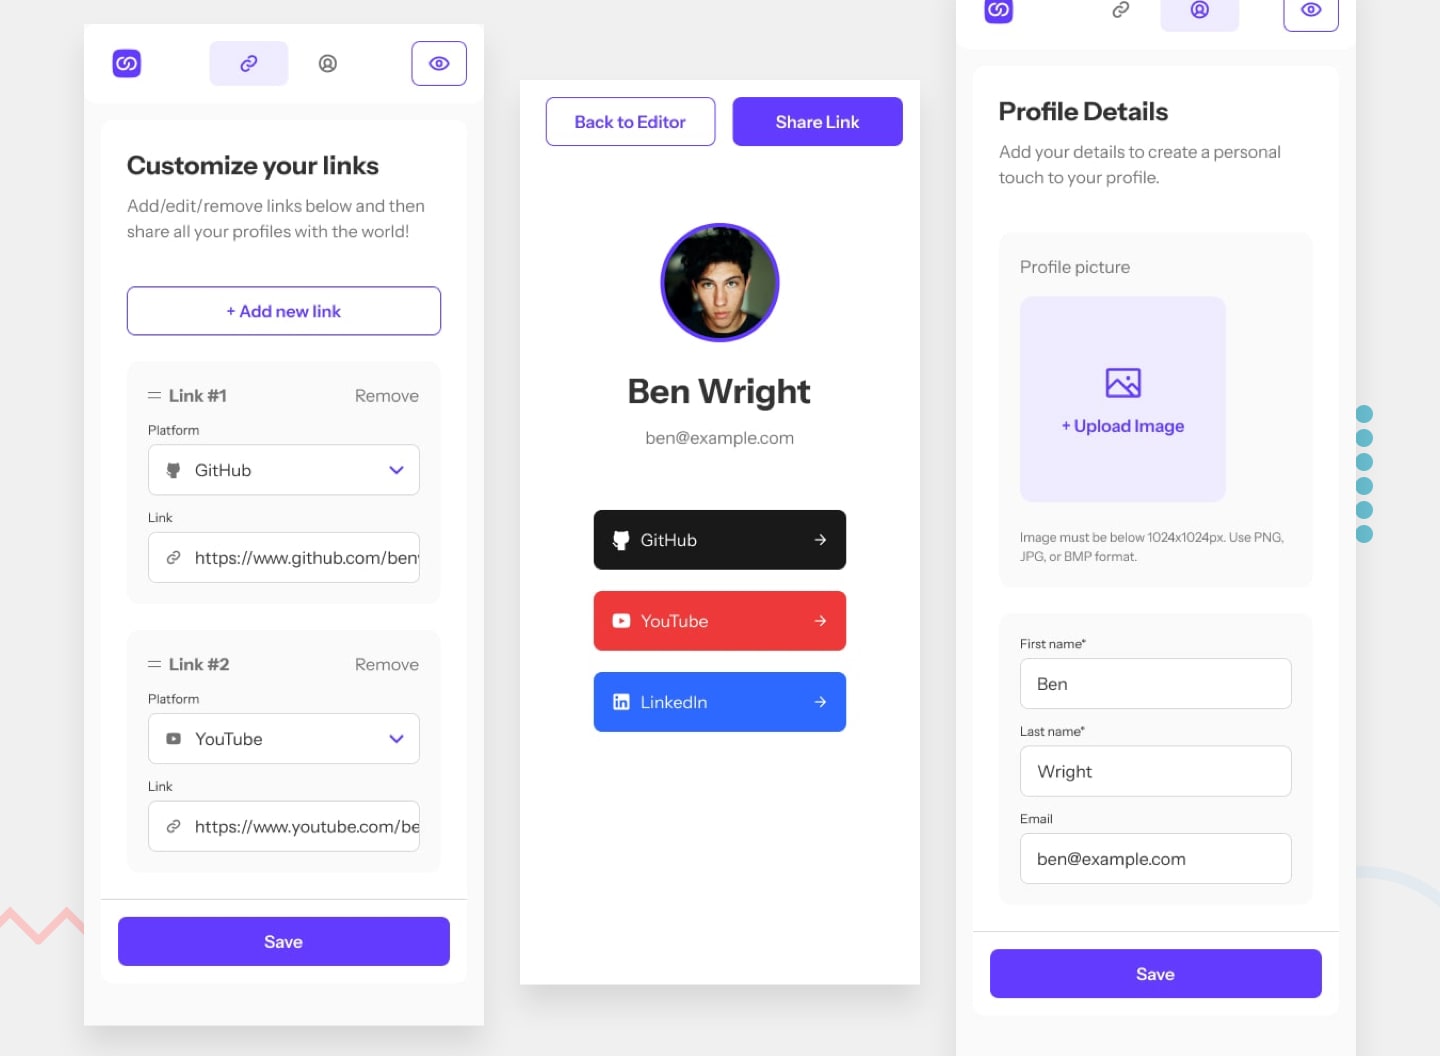 Customize your links
Add/edit/remove links below and then
share all your profiles with the world!
+ Add new link
Link #1
Remove
Platform
GitHub
Link
https://www.github.com/ben
Link #2
Remove
Platform
YouTube
Link
https://www.youtube.com/be
Save
Back to Editor
Share Link
Ben Wright
ben@example.com
GitHub
YouTube
LinkedIn
Profile Details
Add your details to create a personal
touch to your profile.
Profile picture
+ Upload Image
Image must be below 1024x1024px. Use PNG,
JPG, or BMP format.
First name*
Ben
Last name*
Wright
Email
ben@example.com
Save